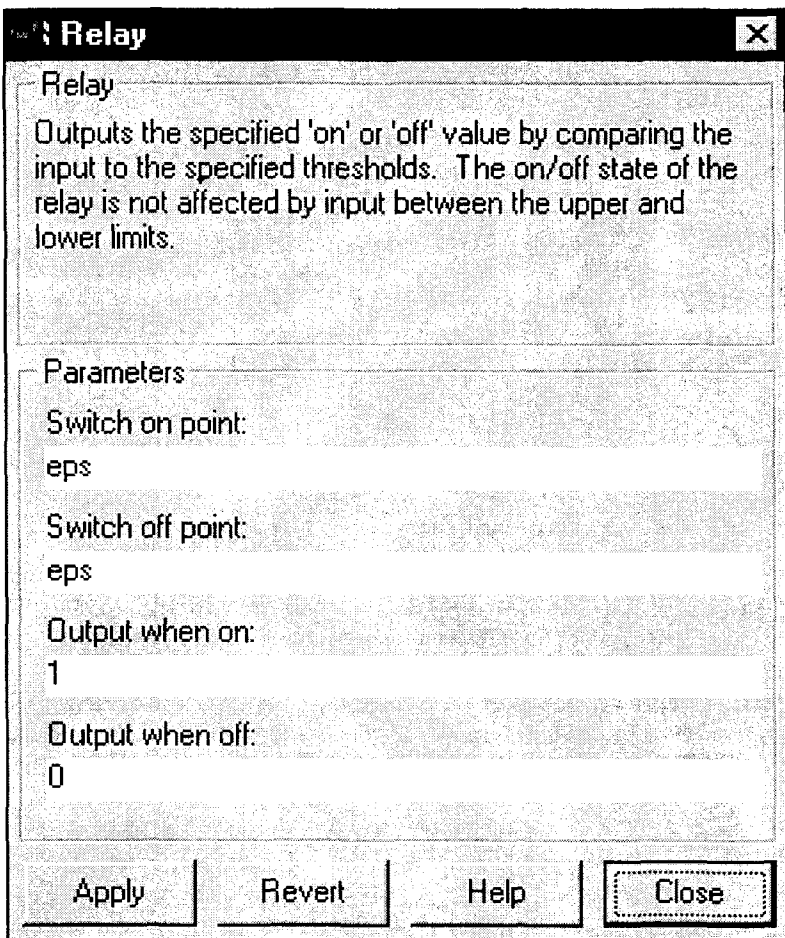 Relay
Relay
Outputs the specified 'on' or 'off' value by comparing the
input to the specified thresholds. The on/off state of the
relay is not affected by input between the upper and
lower limits.
Parameters
Switch on point:
eps
Switch off point:
eps
Output when on:
1
Output when off:
0
Apply
Revert
Help
Close